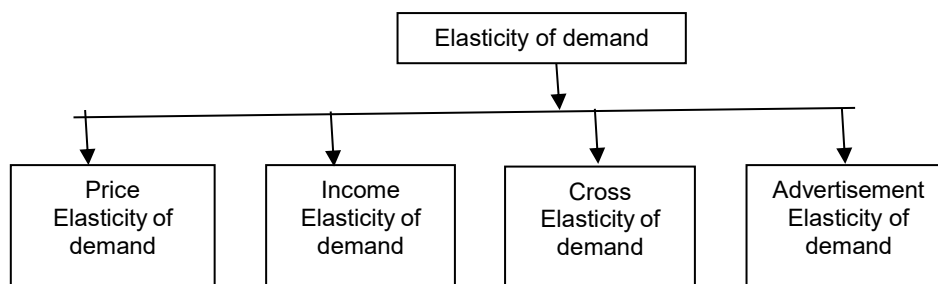 Elasticity of demand
Price
Elasticity of
demand
Income
Elasticity of
demand
Cross
Elasticity of
demand
Advertisement
Elasticity of
demand